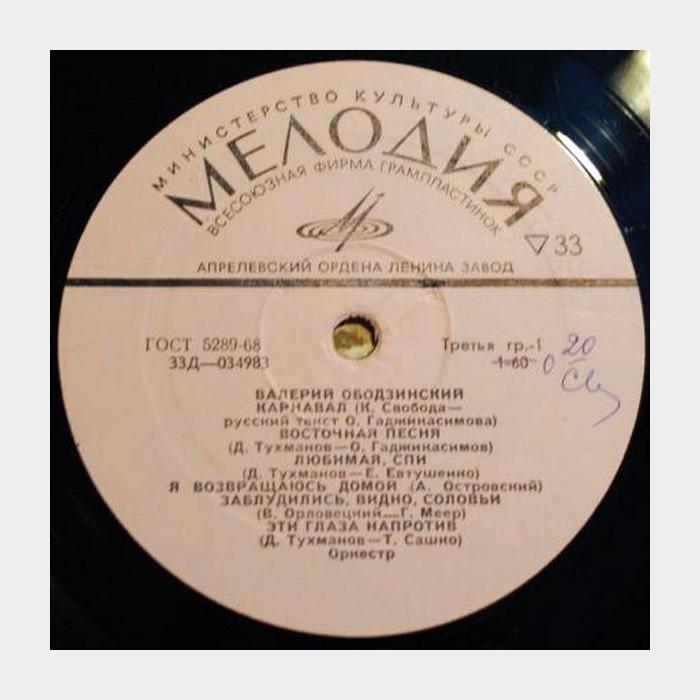 МИНИСТЕРСТВО КУЛЬТУРЫ СССР
МЕЛОДИЯ
ВСЕСОЮЗНАЯ ФИРМА ГРАМПЛАСТИНОК
33
АПРЕЛЕВСКИЙ ОРДЕНА ЛЕНИНА ЗАВОД
ГОСТ 5289-68 Третья гр.-1
33Д—034983 1-60 0 20
ВАЛЕРИЙ ОБОДЗИНСКИЙ
КАРНАВАЛ (К. Свобода—
русский текст О. Гаджикасимова)
ВОСТОЧНАЯ ПЕСНЯ
(Д. Тухманов—О. Гаджикасимов)
ЛЮБИМАЯ, СПИ
(Д. Тухманов—Е. Евтушенко)
Я ВОЗВРАЩАЮСЬ ДОМОЙ (А. Островский)
ЗАБЛУДИЛИСЬ, ВИДНО, СОЛОВЬИ
(В. Орловецкий—Г. Меер)
ЭТИ ГЛАЗА НАПРОТИВ
(Д. Тухманов—Т. Сашко)
Оркестр